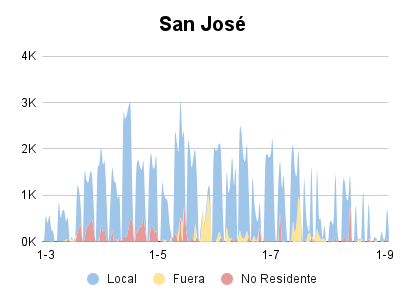 San José
4K
3K
2K
1K
0K
1-3 1-5 1-7 1-9
Local Fuera No Residente